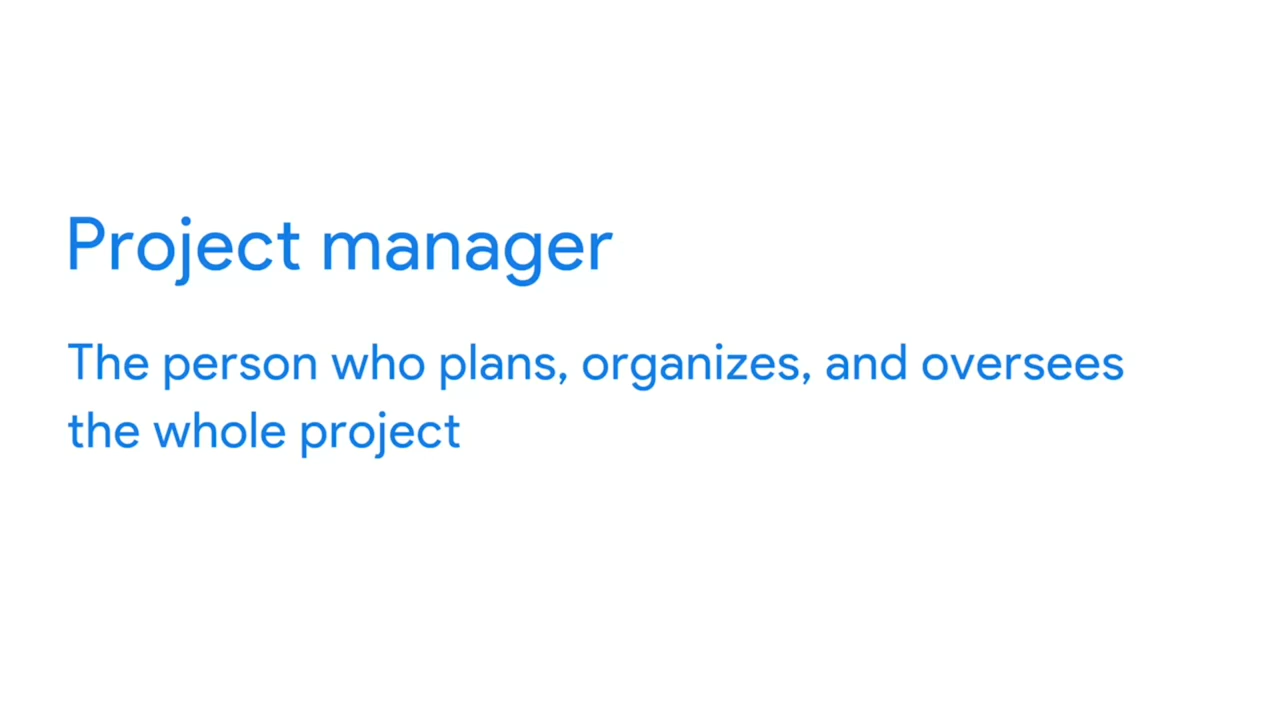 Project manager
The person who plans, organizes, and oversees
the whole project